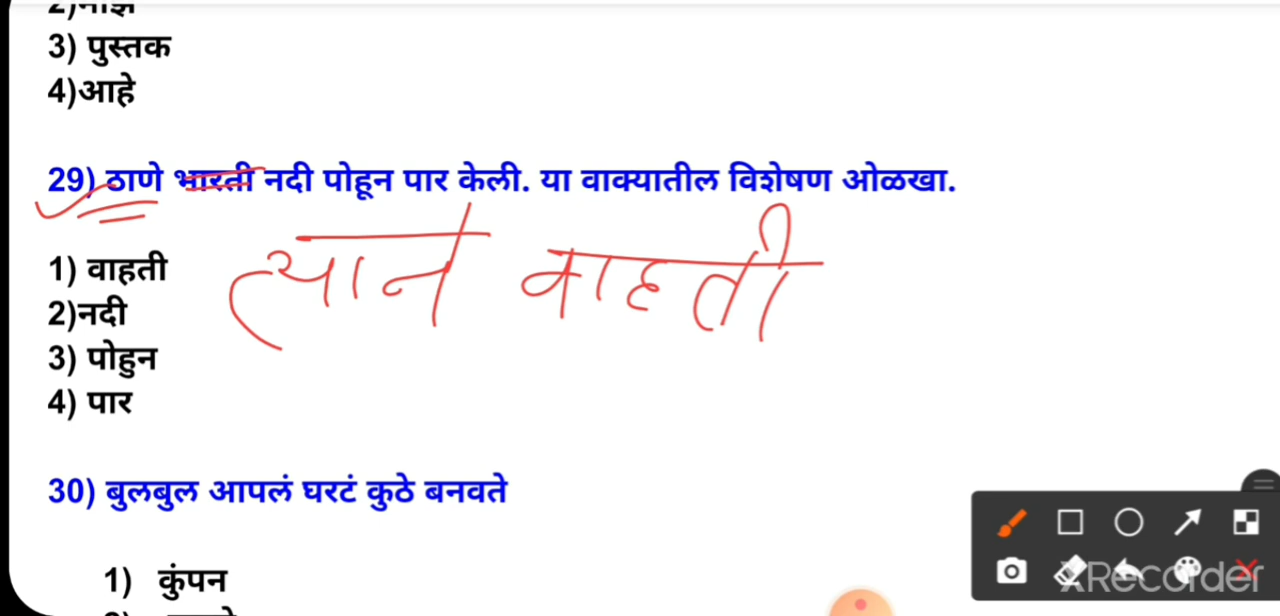 3) पुस्तक
4)आहे
29) ठाणे भारती नदी पोहून पार केली. या वाक्यातील विशेषण ओळखा.
त्याने वाहती
1) वाहती
2)नदी
3) पोहुन
4) पार
30) बुलबुल आपलं घरटं कुठे बनवते
1) कुंपन
XRecorder